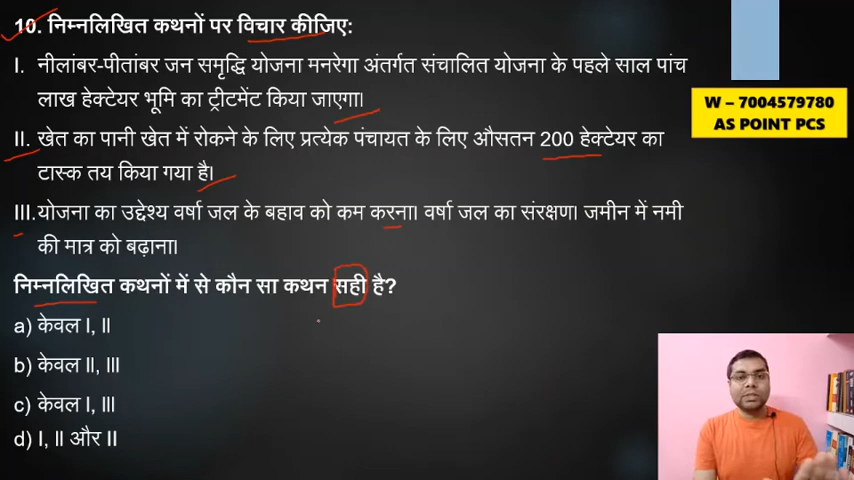 10. निम्नलिखित कथनों पर विचार कीजिए:
I. नीलांबर-पीतांबर जन समृद्धि योजना मनरेगा अंतर्गत संचालित योजना के पहले साल पांच
लाख हेक्टेयर भूमि का ट्रीटमेंट किया जाएगा।
W – 7004579780
AS POINT PCS
II. खेत का पानी खेत में रोकने के लिए प्रत्येक पंचायत के लिए औसतन 200 हेक्टेयर का
टास्क तय किया गया है।
III. योजना का उद्देश्य वर्षा जल के बहाव को कम करना। वर्षा जल का संरक्षण। जमीन में नमी
की मात्र को बढ़ाना।
निम्नलिखित कथनों में से कौन सा कथन सही है?
a) केवल I, II
b) केवल II, III
c) केवल I, III
d) I, II और II